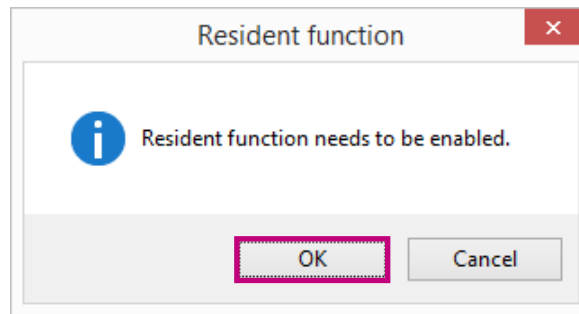 Resident function
Resident function needs to be enabled.
OK
Cancel